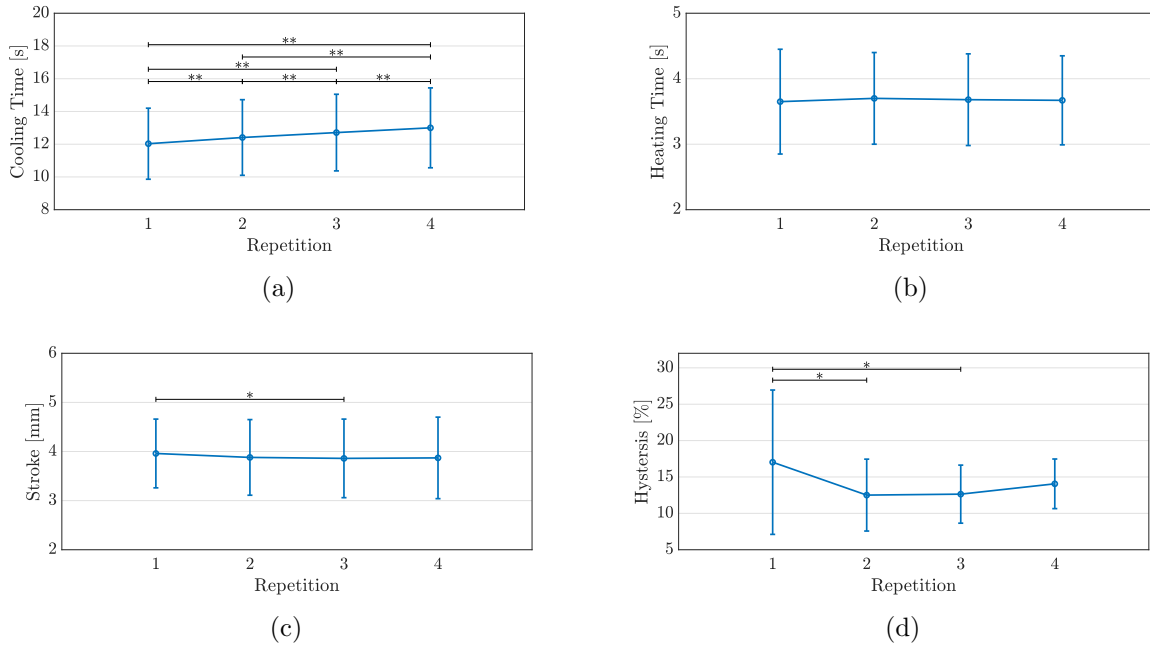 20
18
16
14
12
10
8
Cooling Time [s]
**
**
**
** ** **
1 2 3 4
Repetition
(a)
5
4
3
2
Heating Time [s]
1 2 3 4
Repetition
(b)
6
5
4
3
2
Stroke [mm]
*
1 2 3 4
Repetition
(c)
30
25
20
15
10
5
Hystersis [%]
*
*
1 2 3 4
Repetition
(d)